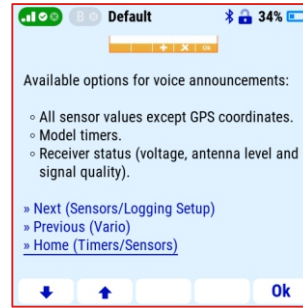 B Default 34%
+ × Ok
Available options for voice announcements:
◦ All sensor values except GPS coordinates.
◦ Model timers.
◦ Receiver status (voltage, antenna level and
signal quality).
» Next (Sensors/Logging Setup)
» Previous (Vario)
» Home (Timers/Sensors)
Ok